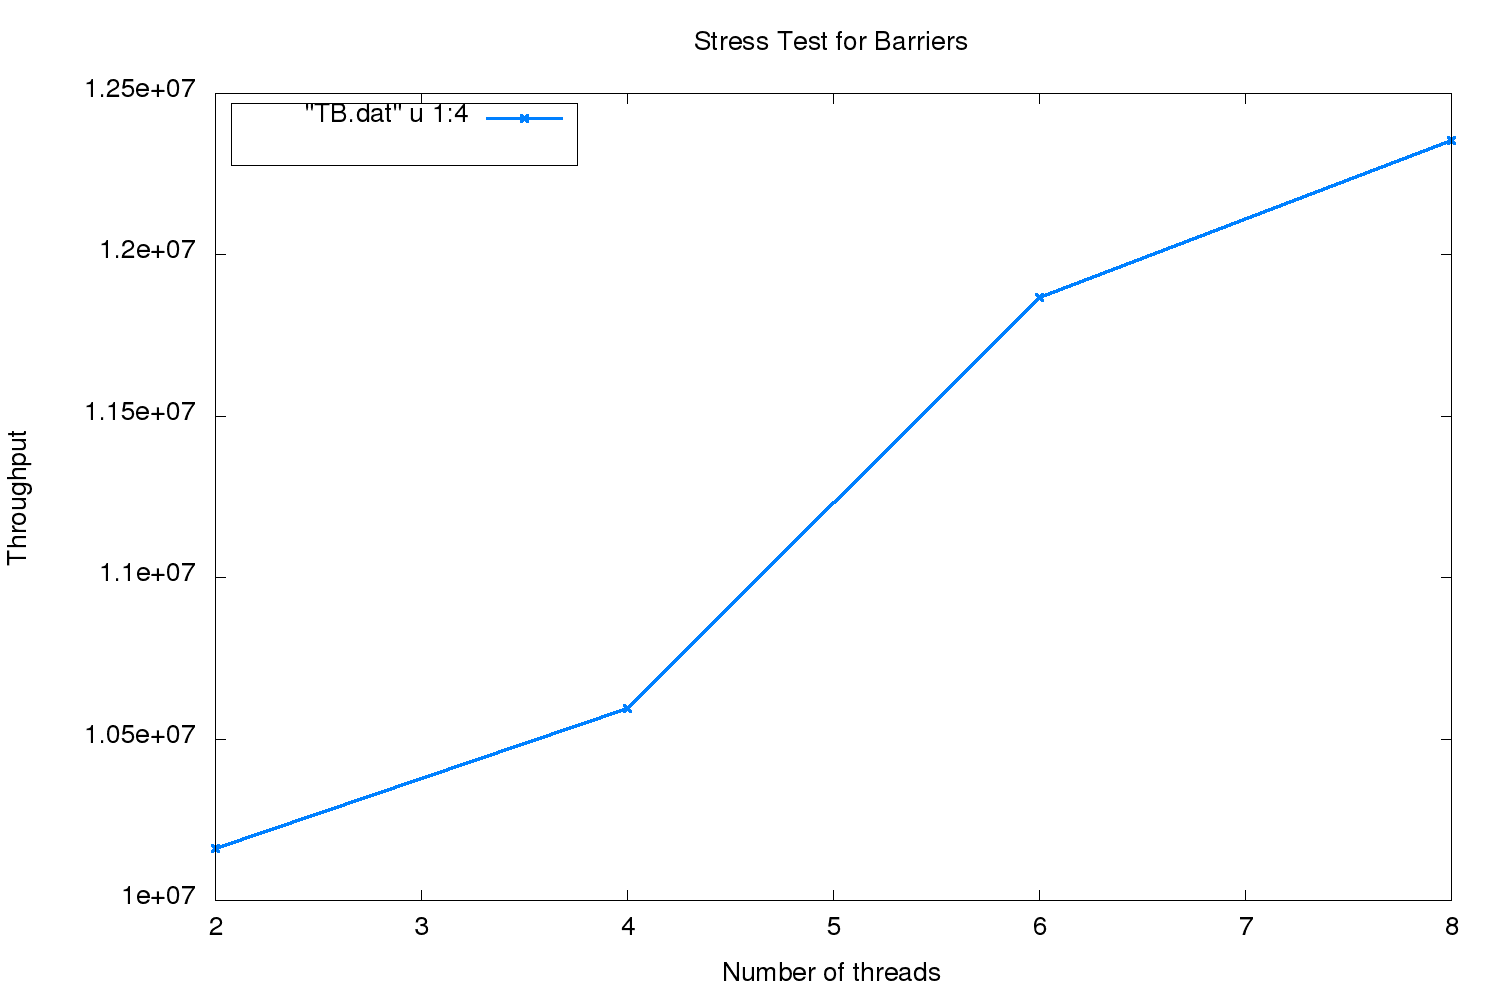 Stress Test for Barriers
1.25e+07
"TB.dat" u 1:4
1.2e+07
1.15e+07
Throughput
1.1e+07
1.05e+07
1e+07
2 3 4 5 6 7 8
Number of threads